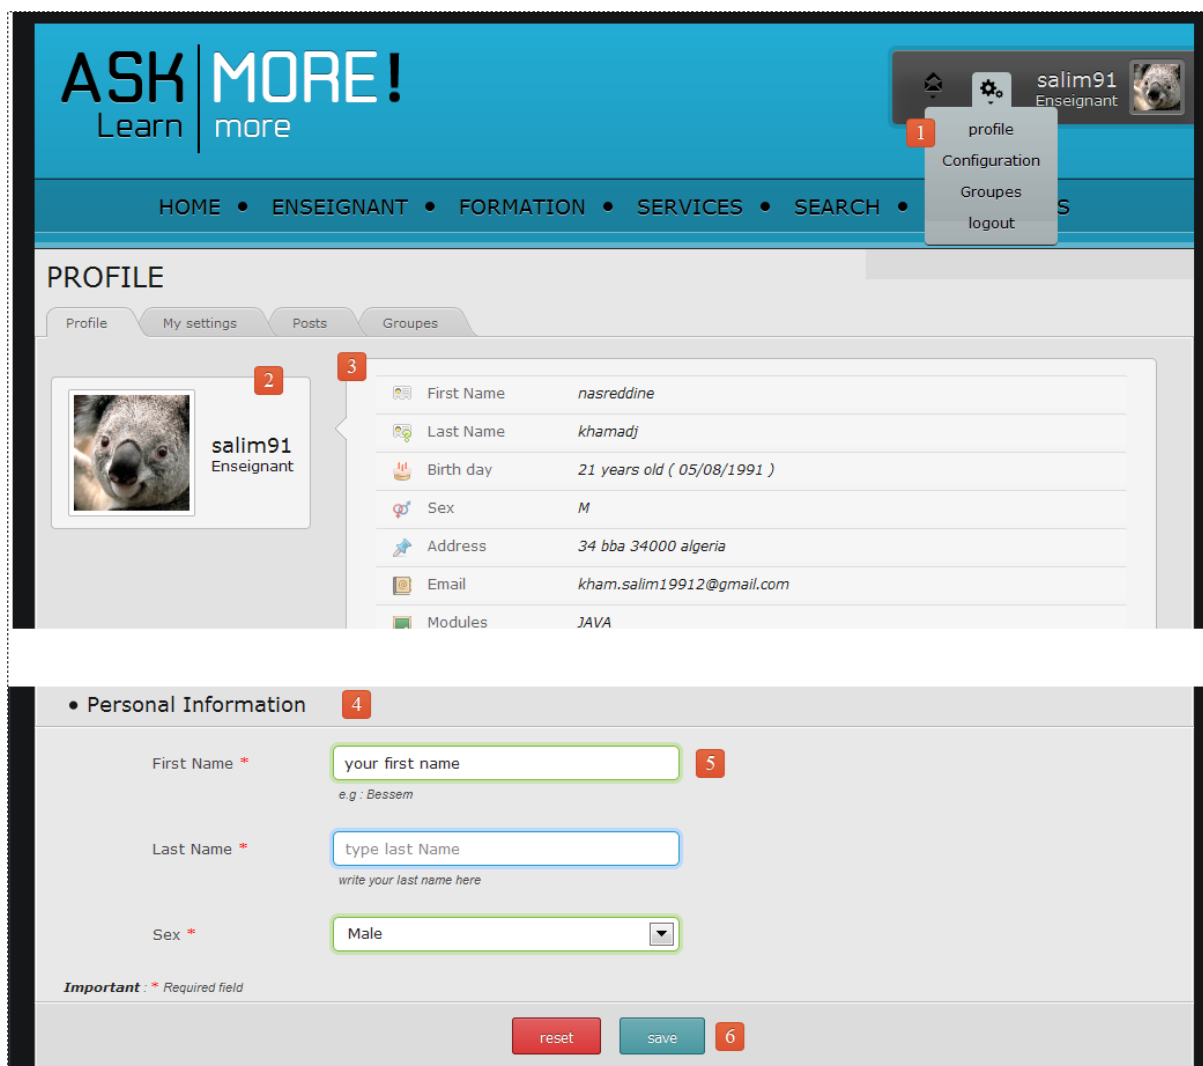 ASK MORE!
Learn more
salim91
Enseignant
1
profile
Configuration
Groupes
logout
HOME • ENSEIGNANT • FORMATION • SERVICES • SEARCH •
PROFILE
Profile My settings Posts Groupes
2
salim91
Enseignant
3
First Name nasreddine
Last Name khamadj
Birth day 21 years old ( 05/08/1991 )
Sex M
Address 34 bba 34000 algeria
Email kham.salim19912@gmail.com
Modules JAVA
• Personal Information 4
First Name * your first name 5
e.g : Bessem
Last Name * type last Name
write your last name here
Sex * Male
Important : * Required field
reset save 6